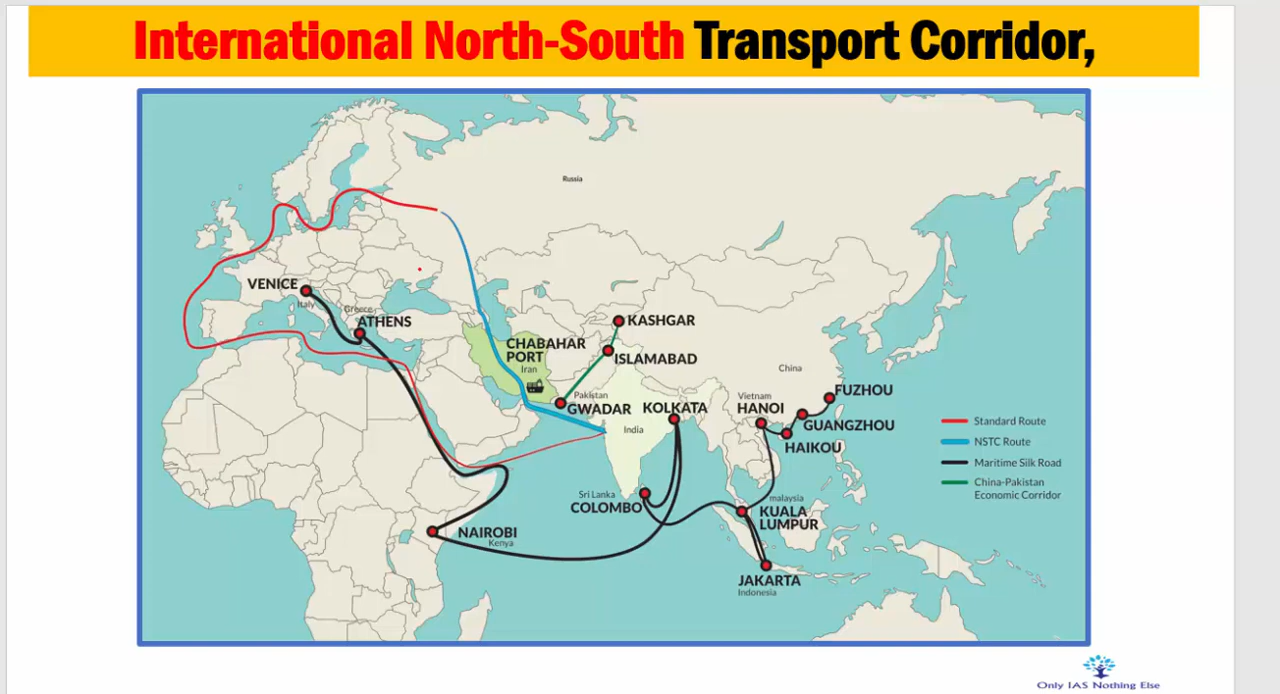 International North-South Transport Corridor,
Russia
VENICE
Italy
Greece
ATHENS
KASHGAR
CHABAHAR
PORT
Iran
ISLAMABAD
China
Pakistan
GWADAR
KOLKATA
India
Vietnam
HANOI
FUZHOU
GUANGZHOU
HAIKOU
Standard Route
NSTC Route
Maritime Silk Road
China-Pakistan
Economic Corridor
Sri Lanka
COLOMBO
malaysia
KUALA
LUMPUR
NAIROBI
Kenya
JAKARTA
Indonesia
Only IAS Nothing Else